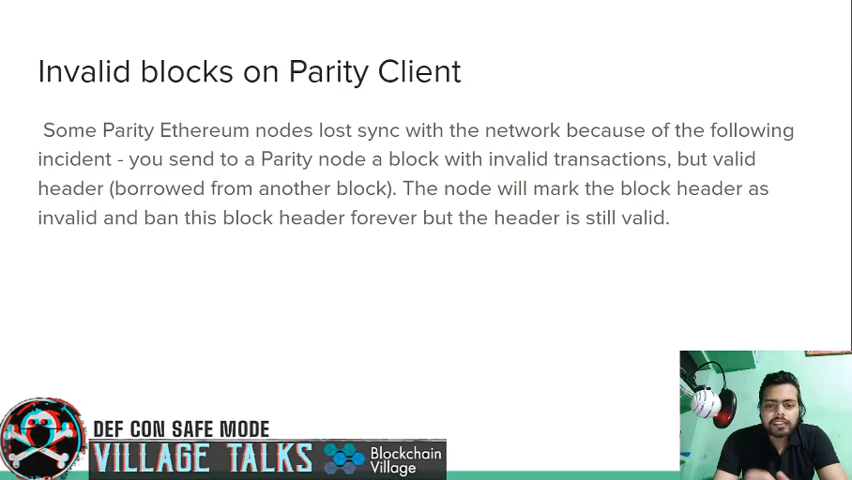 Invalid blocks on Parity Client
Some Parity Ethereum nodes lost sync with the network because of the following
incident - you send to a Parity node a block with invalid transactions, but valid
header (borrowed from another block). The node will mark the block header as
invalid and ban this block header forever but the header is still valid.
DEF CON SAFE MODE
VILLAGE TALKS
Blockchain
Village